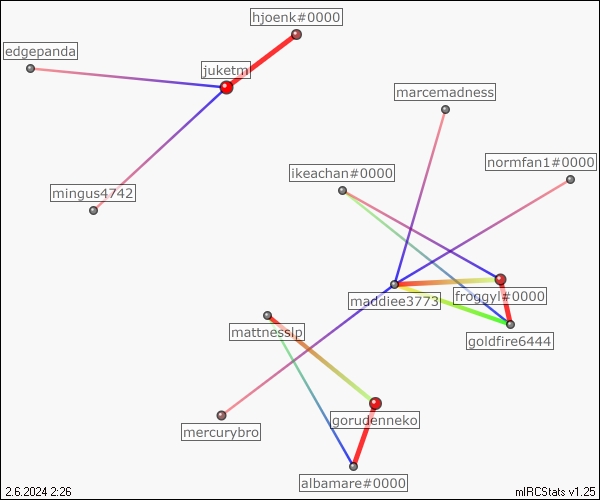 hjoenk#0000
edgepanda
juketm
marcemadness
normfan1#0000
ikeachan#0000
mingus4742
froggyl#0000
maddiee3773
mattnesslp
goldfire6444
gorudenneko
mercurybro
albamare#0000
2.6.2024 2:26
mIRCStats v1.25